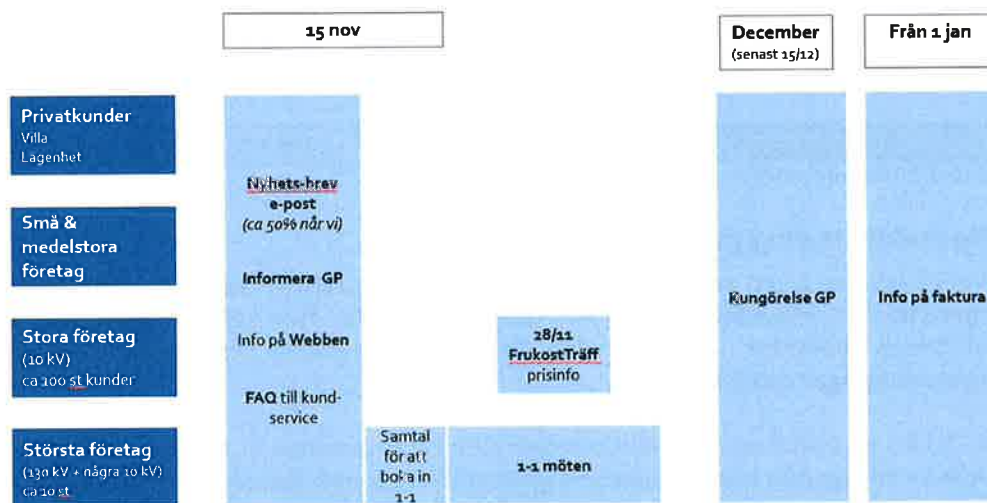 15 nov
December
(senast 15/12)
Från 1 jan
Privatkunder
Villa
Lägenhet
Små &
medelstora
företag
Stora företag
(10 kV)
ca 100 st kunder
Största företag
(130 kV + några 10 kV)
ca 10 st
Nyhets-brev
e-post
(ca 50% når vi)
Informera GP
Info på Webben
FAQ till kund-
service
Samtal
för att
boka in
1-1
28/11
FrukostTräff
prisinfo
1-1 möten
Kungörelse GP
Info på faktura